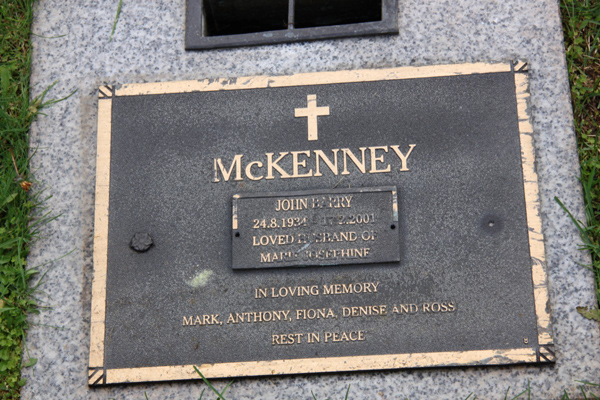 McKENNEY
JOHN BARRY
24.8.1934 - 17.2.2001
LOVED HUSBAND OF
MARIE JOSEPHINE
IN LOVING MEMORY
MARK, ANTHONY, FIONA, DENISE AND ROSS
REST IN PEACE
8